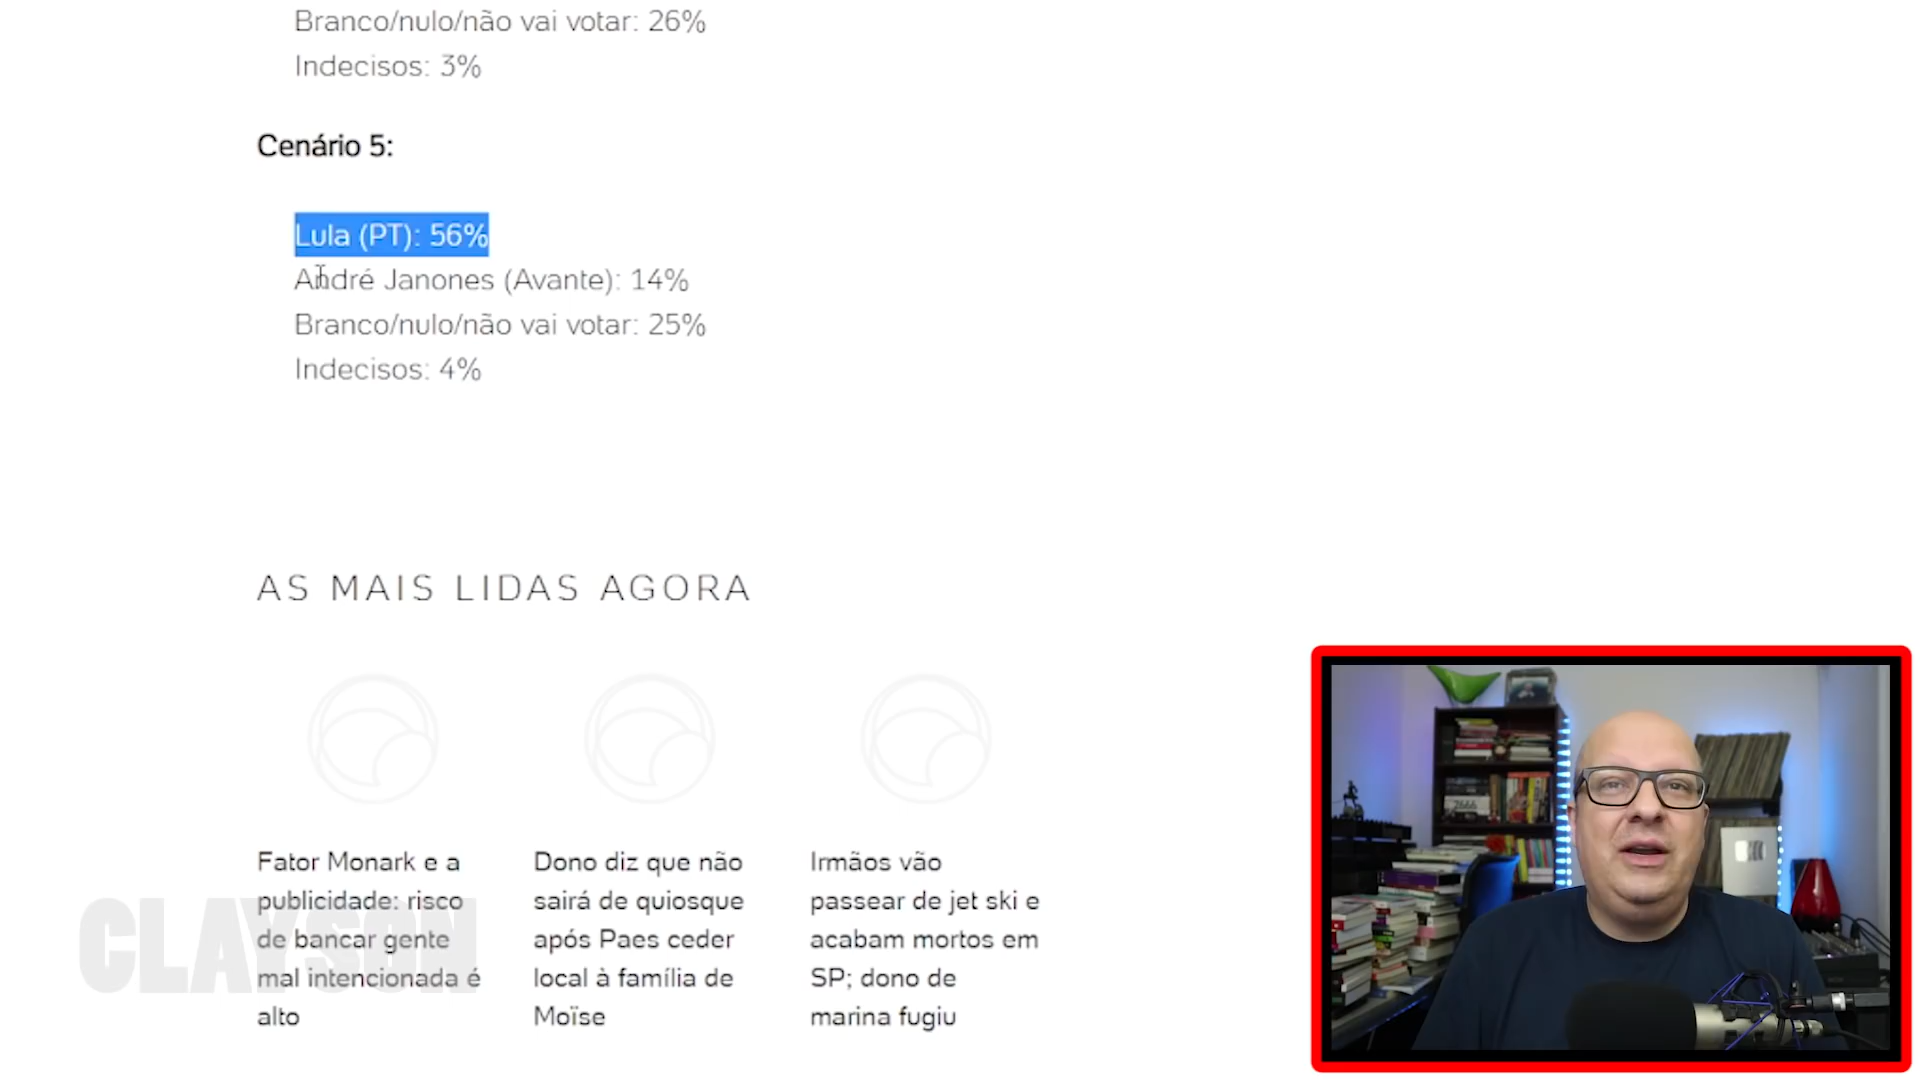 Branco/nulo/não vai votar: 26%
Indecisos: 3%
Cenário 5:
Lula (PT): 56%
André Janones (Avante): 14%
Branco/nulo/não vai votar: 25%
Indecisos: 4%
AS MAIS LIDAS AGORA
Fator Monark e a
publicidade: risco
de bancar gente
mal intencionada é
alto
Dono diz que não
sairá de quiosque
após Paes ceder
local à família de
Moïse
Irmãos vão
passear de jet ski e
acabam mortos em
SP; dono de
marina fugiu
CLAYSON